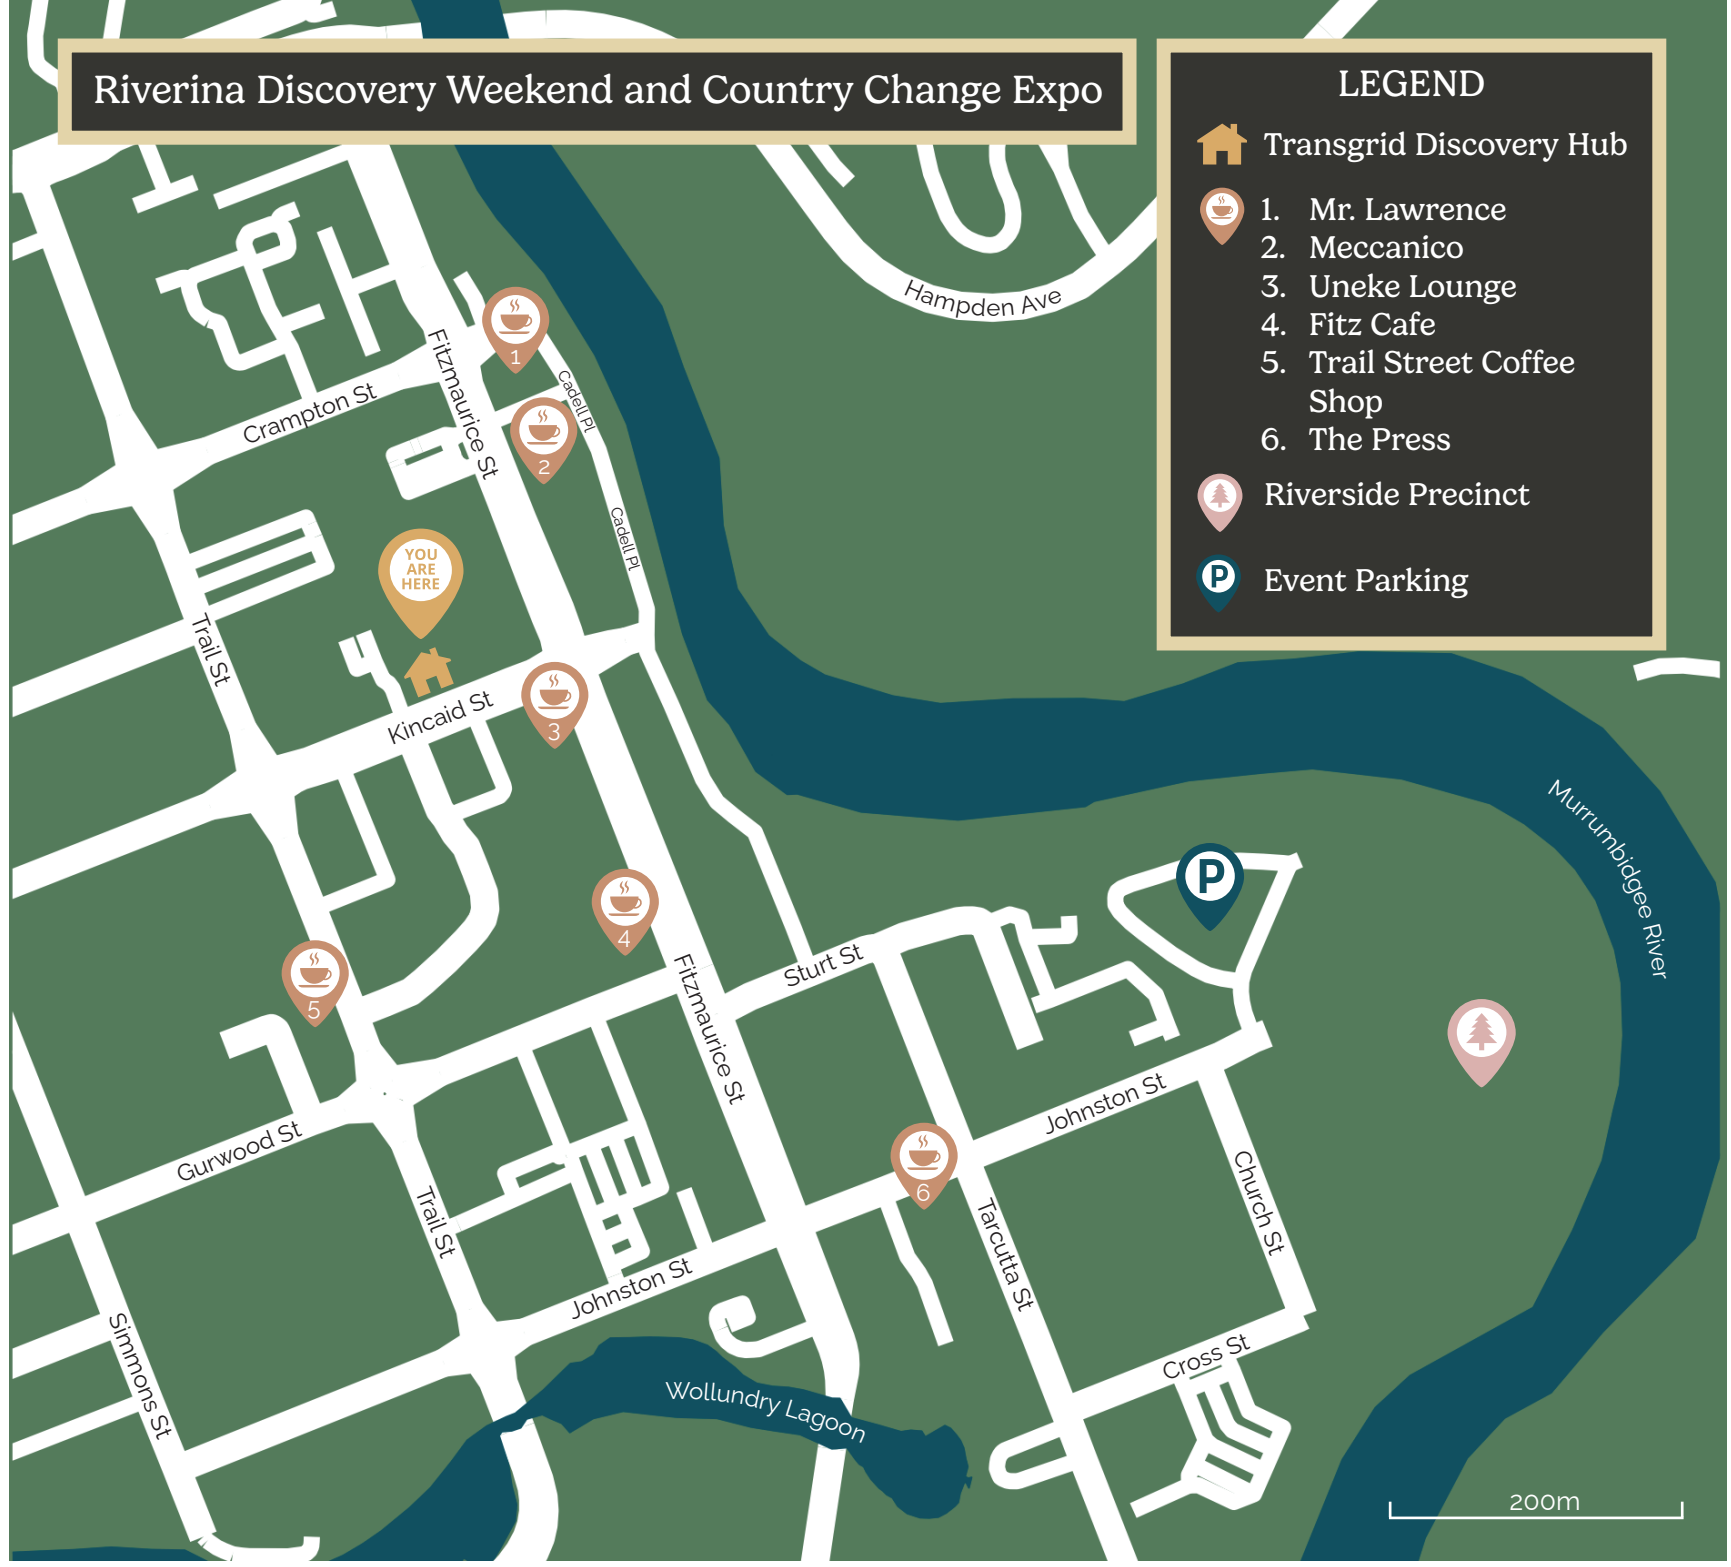 Riverina Discovery Weekend and Country Change Expo
LEGEND
Transgrid Discovery Hub
1. Mr. Lawrence
2. Meccanico
3. Uneke Lounge
4. Fitz Cafe
5. Trail Street Coffee
Shop
6. The Press
Riverside Precinct
P Event Parking
Hampden Ave
1
Fitzmaurice St
Cadell Pl
Crampton St
2
Cadell Pl
YOU
ARE
HERE
Trail St
Kincaid St
3
Murrumbidgee River
P
4
Sturt St
5
Fitzmaurice St
Johnston St
Gurwood St
6
Church St
Trail St
Tarcutta St
Johnston St
Simmons St
Cross St
Wollundry Lagoon
200m